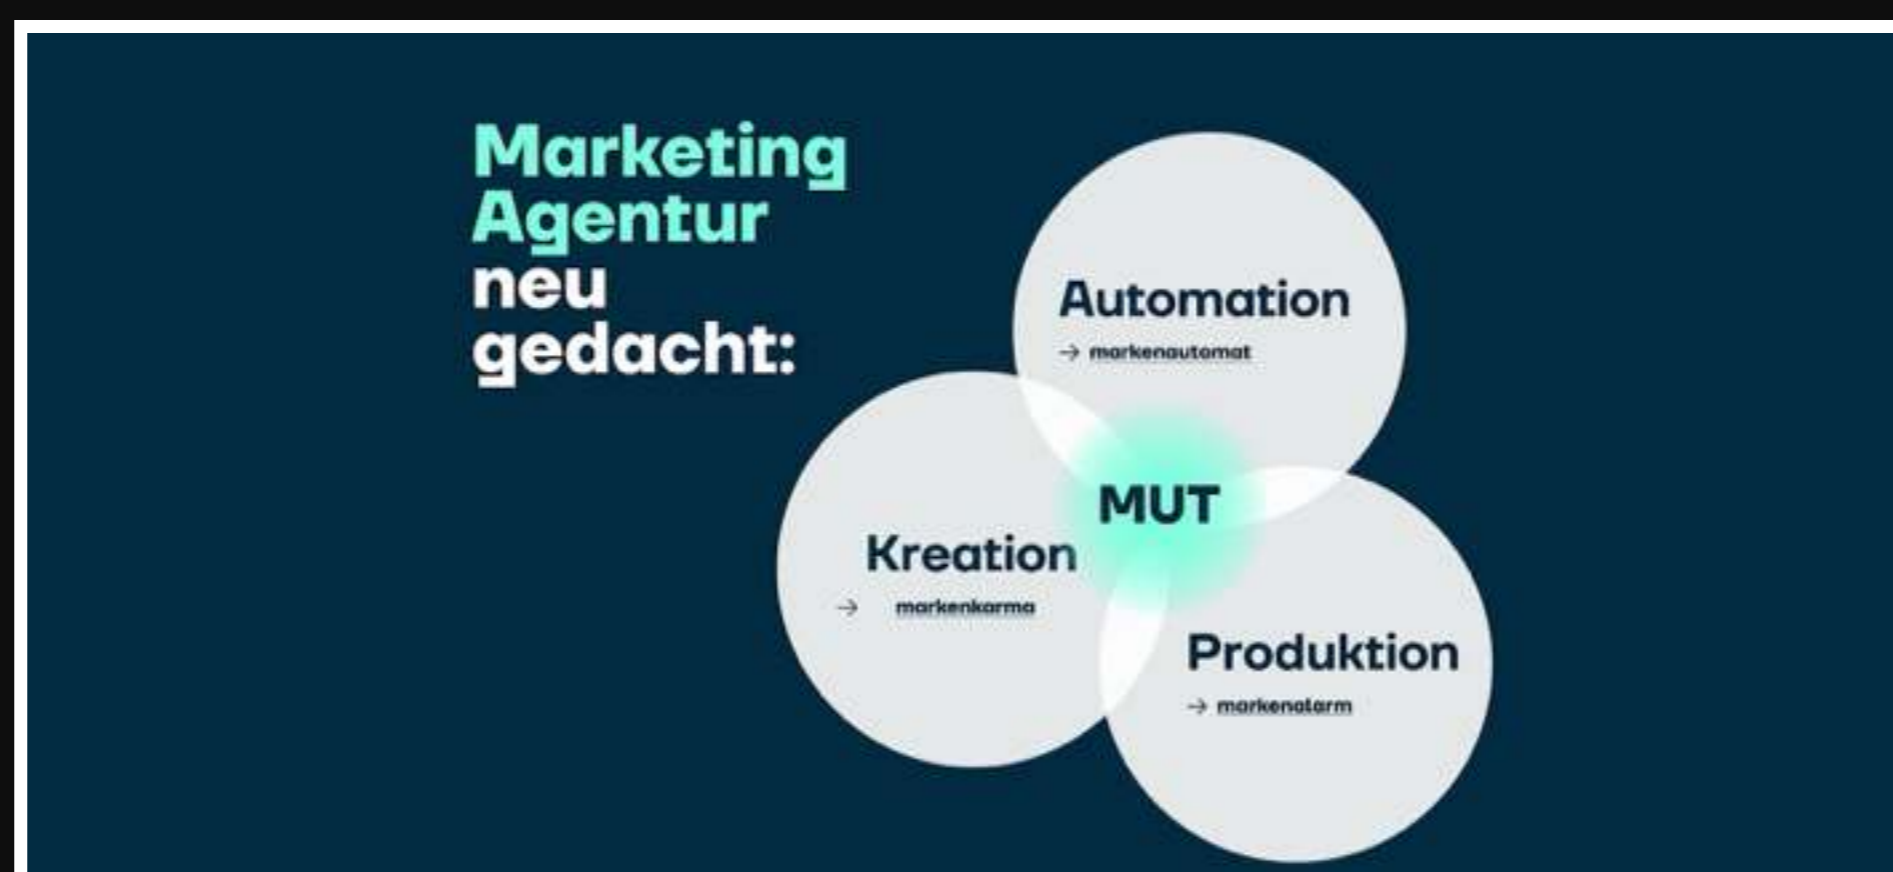 Marketing
Agentur
neu
gedacht:
Automation
→ markenautomat
MUT
Kreation
→ markenkarma
Produktion
→ markenalarm